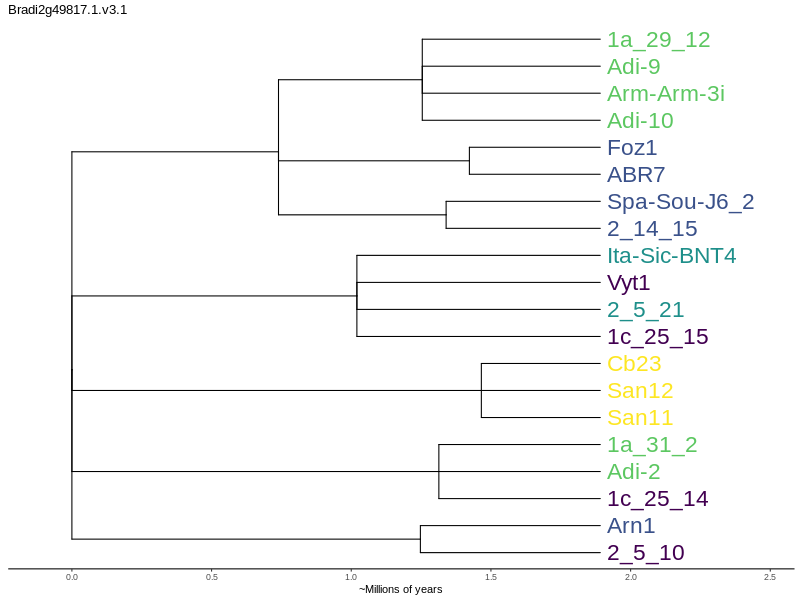 Bradi2g49817.1.v3.1
1a_29_12
Adi-9
Arm-Arm-3i
Adi-10
Foz1
ABR7
Spa-Sou-J6_2
2_14_15
Ita-Sic-BNT4
Vyt1
2_5_21
1c_25_15
Cb23
San12
San11
1a_31_2
Adi-2
1c_25_14
Arn1
2_5_10
0.0 0.5 1.0 1.5 2.0 2.5
~Millions of years